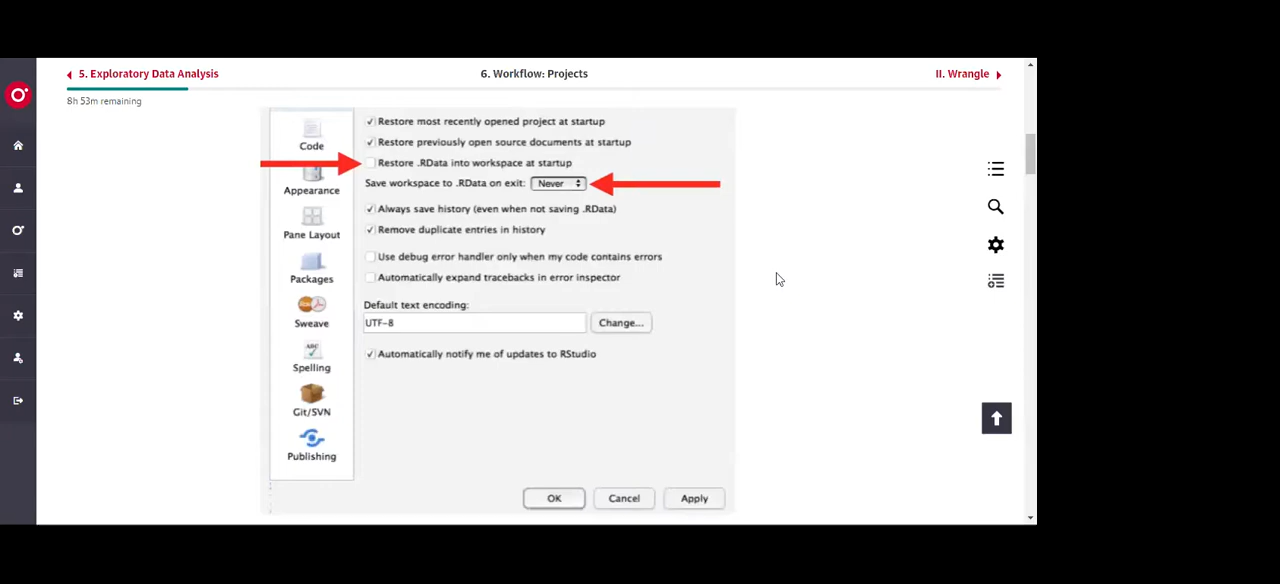 5. Exploratory Data Analysis
6. Workflow: Projects
II. Wrangle
8h 53m remaining
Restore most recently opened project at startup
Code
Restore previously open source documents at startup
Restore .RData into workspace at startup
Appearance
Save workspace to .RData on exit: Never
Always save history (even when not saving .RData)
Pane Layout
Remove duplicate entries in history
Use debug error handler only when my code contains errors
Packages
Automatically expand tracebacks in error inspector
Default text encoding:
Sweave
UTF-8 Change...
ABC
Automatically notify me of updates to RStudio
Spelling
Git/SVN
Publishing
OK Cancel Apply